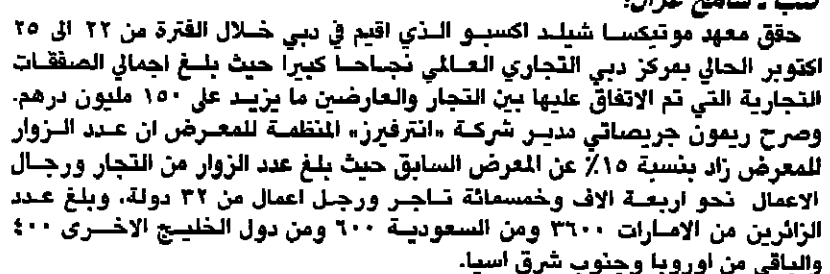 كتب ـ سامح غزال:
حقق معهد موتيكسا شيلد اكسبو الذي اقيم في دبي خلال الفترة من ٢٢ الى ٢٥
اكتوبر الحالي بمركز دبي التجاري العالمي نجاحا كبيرا حيث بلغ اجمالي الصفقات
التجارية التي تم الاتفاق عليها بين التجار والعارضين ما يزيد على ١٥٠ مليون درهم.
وصرح ريمون جريصاتي مدير شركة «انترفيرز» المنظمة للمعرض ان عدد الزوار
للمعرض زاد بنسبة ١٥٪ عن المعرض السابق حيث بلغ عدد الزوار من التجار ورجال
الاعمال نحو اربعة الاف وخمسمائة تاجر ورجل اعمال من ٣٢ دولة، وبلغ عدد
الزائرين من الامارات ٣٦٠٠ ومن السعودية ٦٠٠ ومن دول الخليج الاخرى ٤٠٠
والباقي من اوروبا وجنوب شرق اسيا.